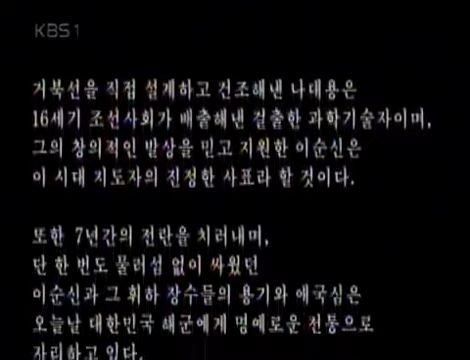 KBS1
거북선을 직접 설계하고 건조해낸 나대용은
16세기 조선사회가 배출해낸 걸출한 과학기술자이며,
그의 창의적인 발상을 믿고 지원한 이순신은
이 시대 지도자의 진정한 사표라 할 것이다.
또한 7년간의 전란을 치러내며,
단 한 번도 물러섬 없이 싸웠던
이순신과 그 휘하 장수들의 용기와 애국심은
오늘날 대한민국 해군에게 명예로운 전통으로
자리하고 있다.